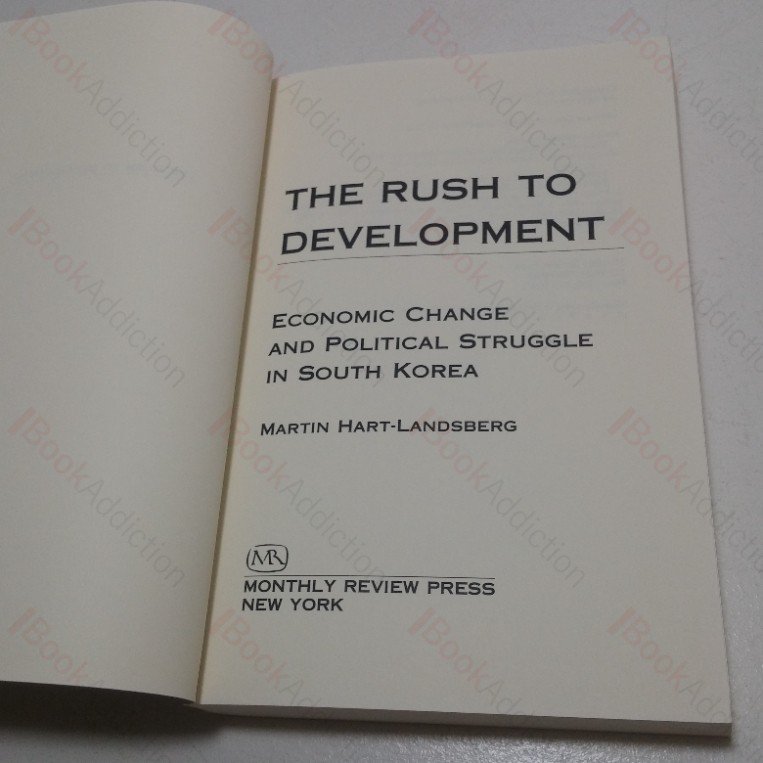 THE RUSH TO
DEVELOPMENT
ECONOMIC CHANGE
AND POLITICAL STRUGGLE
IN SOUTH KOREA
MARTIN HART-LANDSBERG
MR
MONTHLY REVIEW PRESS
NEW YORK
BookAddiction